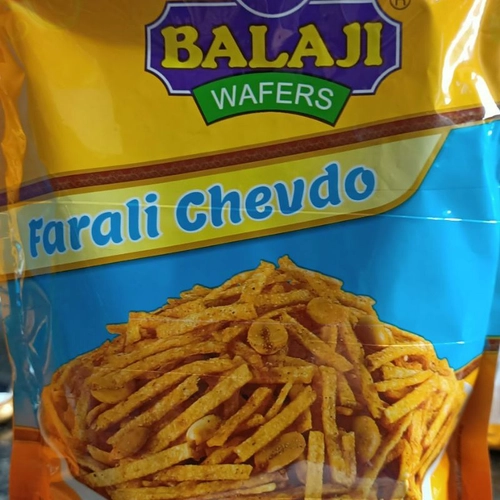 BALAJI
®
WAFERS
Farali Chevdo